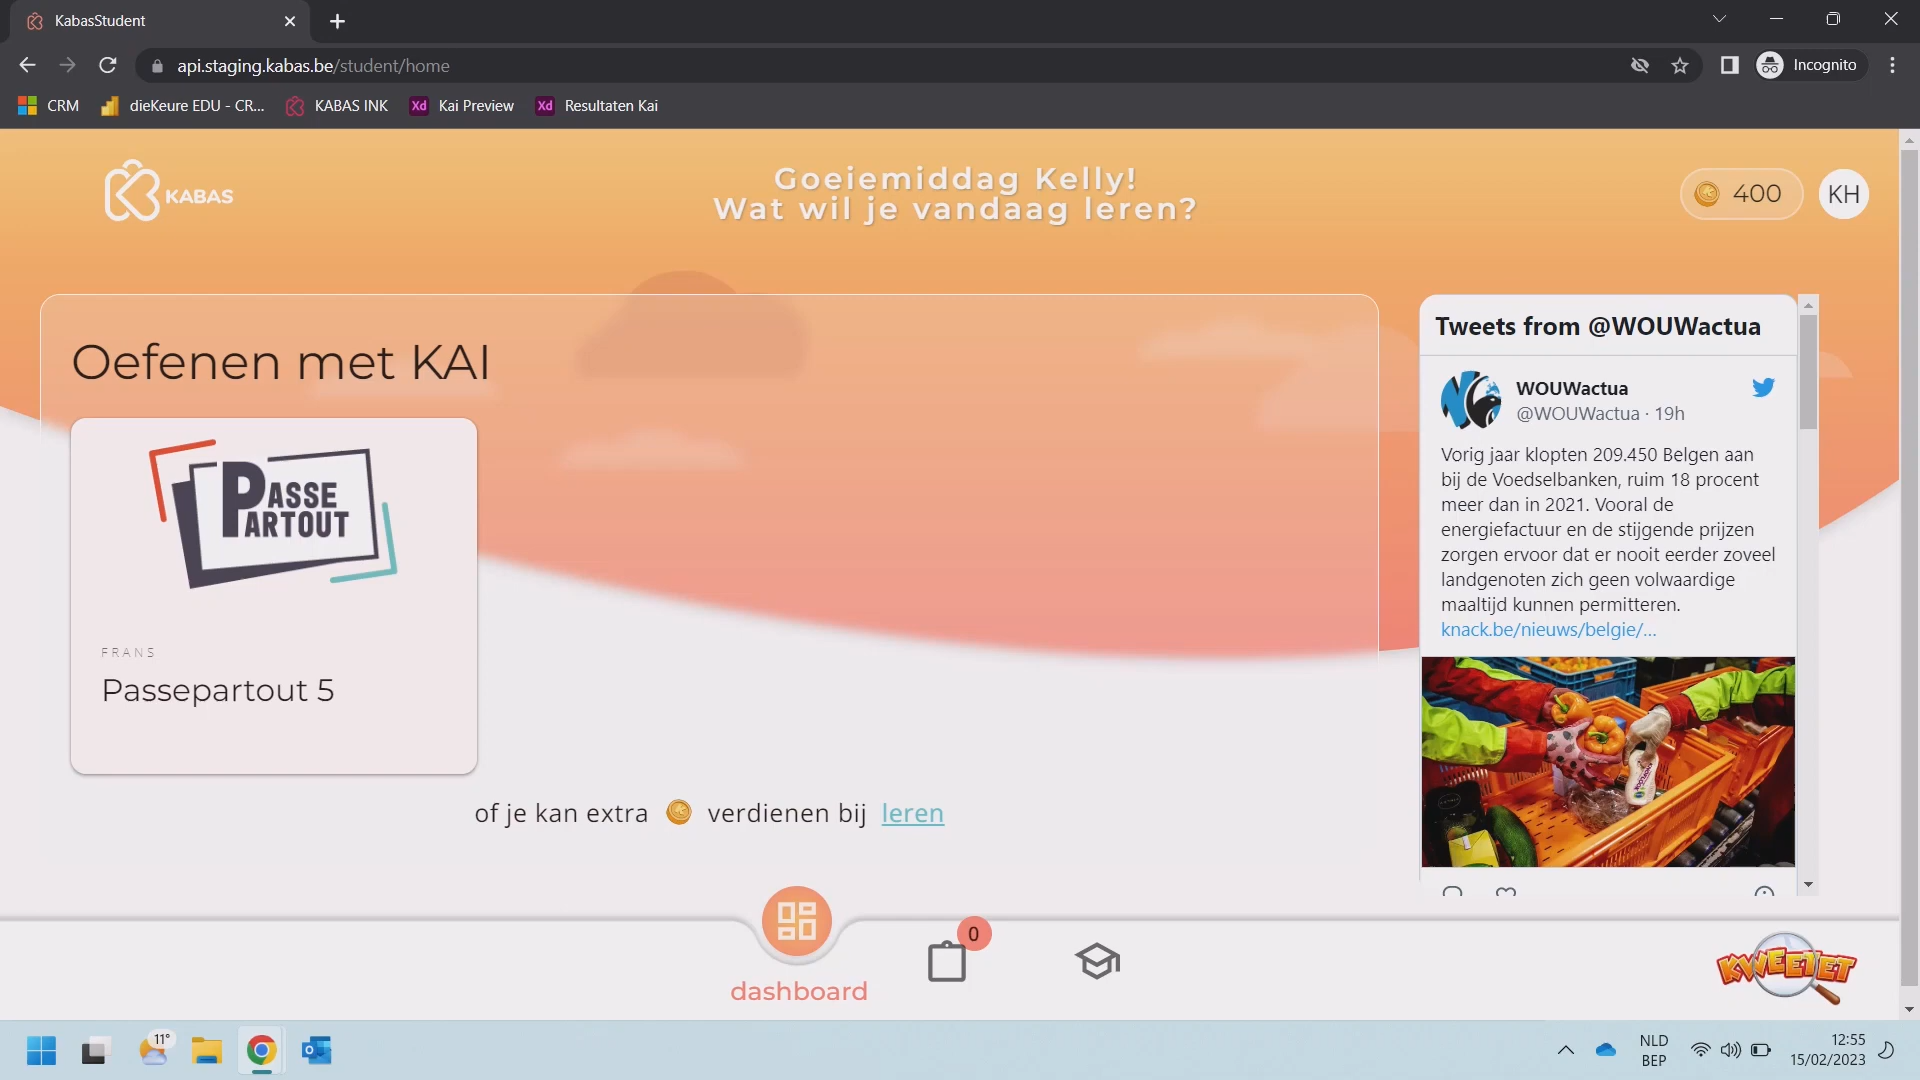 KabasStudent
api.staging.kabas.be/student/home
Incognito
CRM
dieKeure EDU - CR...
KABAS INK
Xd Kai Preview
Xd Resultaten Kai
KABAS
Goeiemiddag Kelly!
Wat wil je vandaag leren?
400
KH
Oefenen met KAI
PASSE
PARTOUT
FRANS
Passepartout 5
of je kan extra verdienen bij leren
Tweets from @WOUWactua
WOUWactua
@WOUWactua · 19h
Vorig jaar klopten 209.450 Belgen aan
bij de Voedselbanken, ruim 18 procent
meer dan in 2021. Vooral de
energiefactuur en de stijgende prijzen
zorgen ervoor dat er nooit eerder zoveel
landgenoten zich geen volwaardige
maaltijd kunnen permitteren.
knack.be/nieuws/belgie/...
0
dashboard
KWEETET
11°
NLD
BEP
12:55
15/02/2023